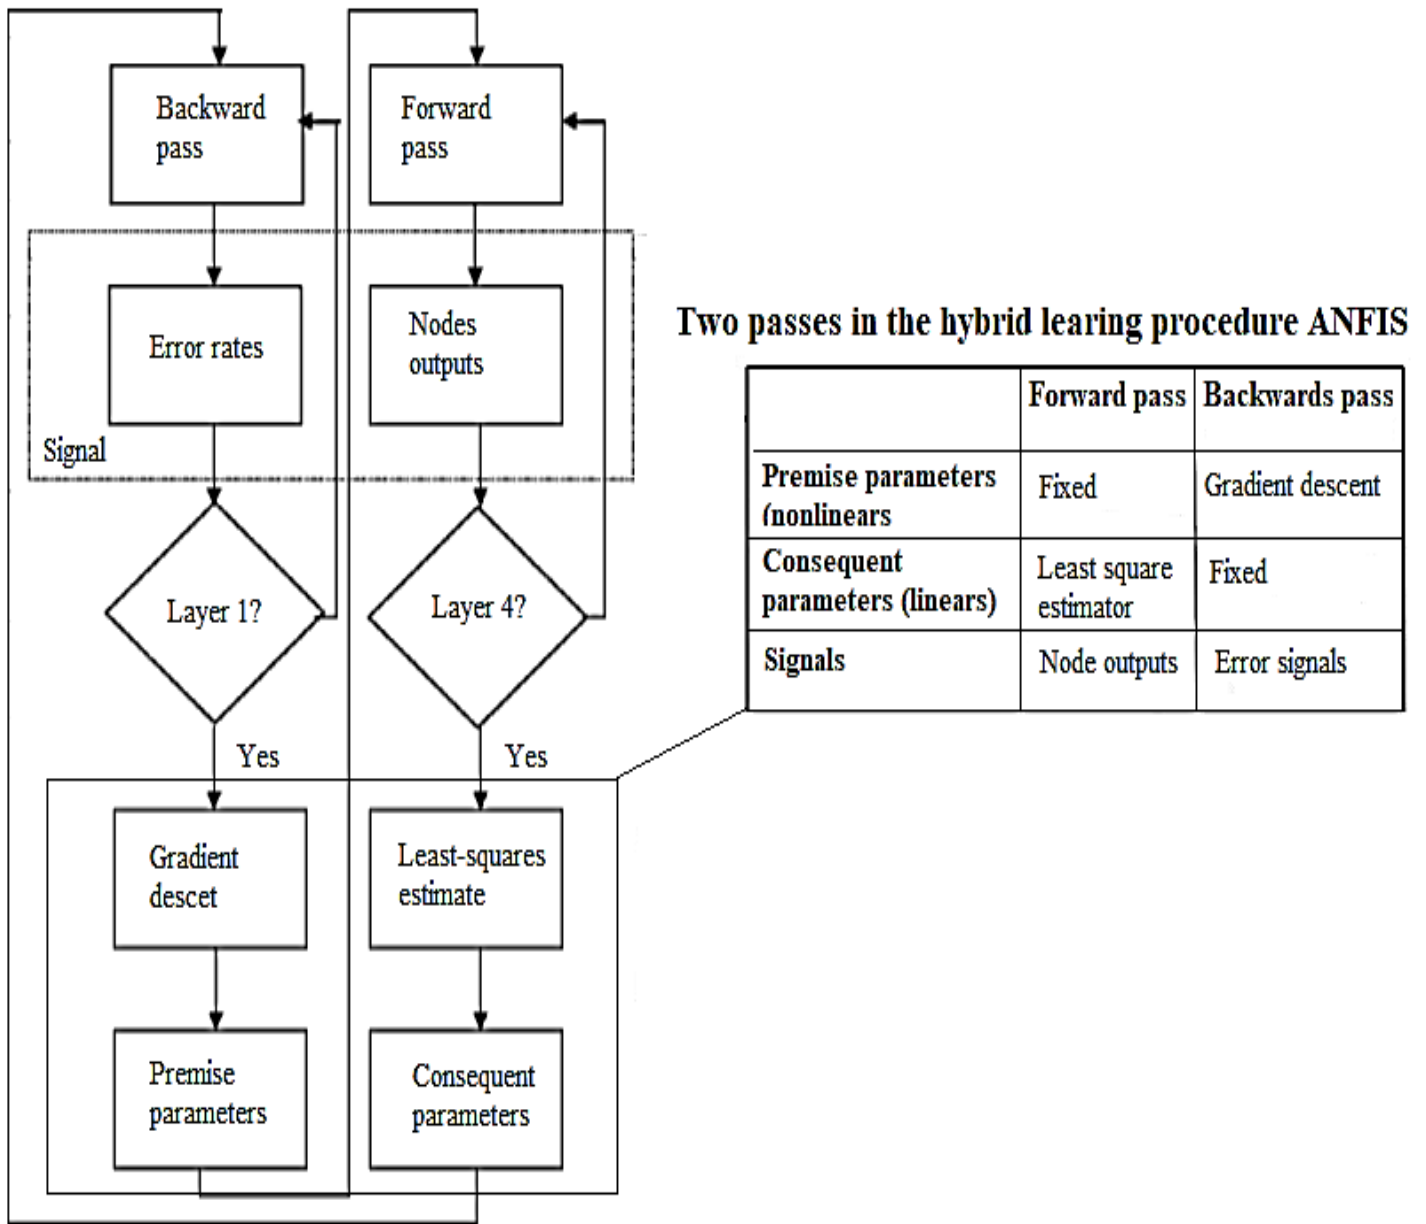 Backward
pass
Forward
pass
Error rates
Nodes
outputs
Signal
Layer 1?
Layer 4?
Yes
Yes
Gradient
descet
Least-squares
estimate
Premise
parameters
Consequent
parameters
Two passes in the hybrid learing procedure ANFIS
Forward pass Backwards pass
Premise parameters
(nonlinears
Fixed
Gradient descent
Consequent
parameters (linears)
Least square
estimator
Fixed
Signals
Node outputs
Error signals